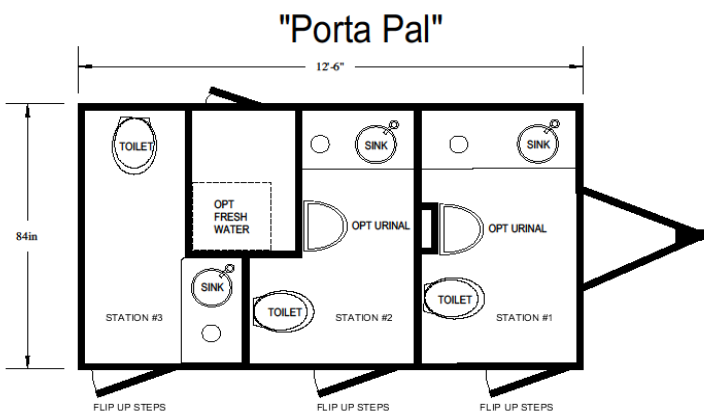 "Porta Pal"
12'-6"
TOILET
SINK
SINK
OPT
FRESH
WATER
84in
OPT URINAL
OPT URINAL
SINK
TOILET
TOILET
STATION #3
STATION #2
STATION #1
FLIP UP STEPS
FLIP UP STEPS
FLIP UP STEPS